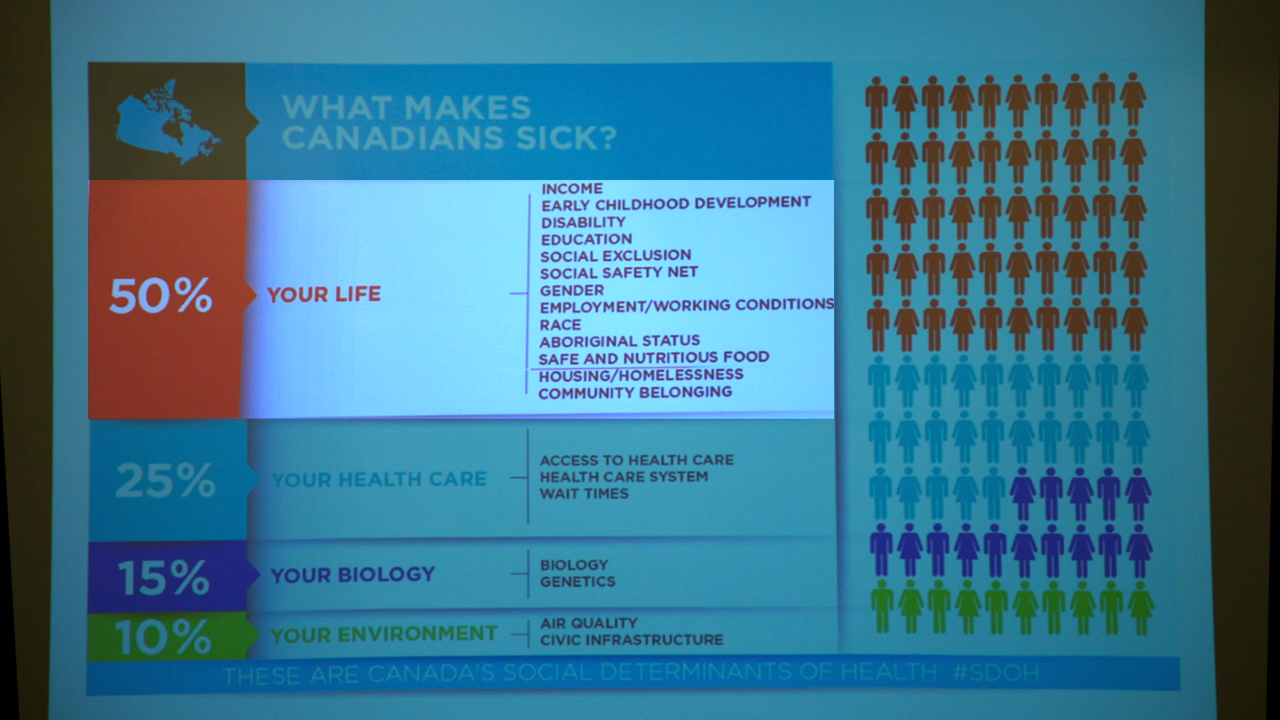 WHAT MAKES
CANADIANS SICK?
50%
YOUR LIFE
INCOME
EARLY CHILDHOOD DEVELOPMENT
DISABILITY
EDUCATION
SOCIAL EXCLUSION
SOCIAL SAFETY NET
GENDER
EMPLOYMENT/WORKING CONDITIONS
RACE
ABORIGINAL STATUS
SAFE AND NUTRITIOUS FOOD
HOUSING/HOMELESSNESS
COMMUNITY BELONGING
25%
YOUR HEALTH CARE
ACCESS TO HEALTH CARE
HEALTH CARE SYSTEM
WAIT TIMES
15%
YOUR BIOLOGY
BIOLOGY
GENETICS
10%
YOUR ENVIRONMENT
AIR QUALITY
CIVIC INFRASTRUCTURE
THESE ARE CANADA'S SOCIAL DETERMINANTS OF HEALTH #SDOH